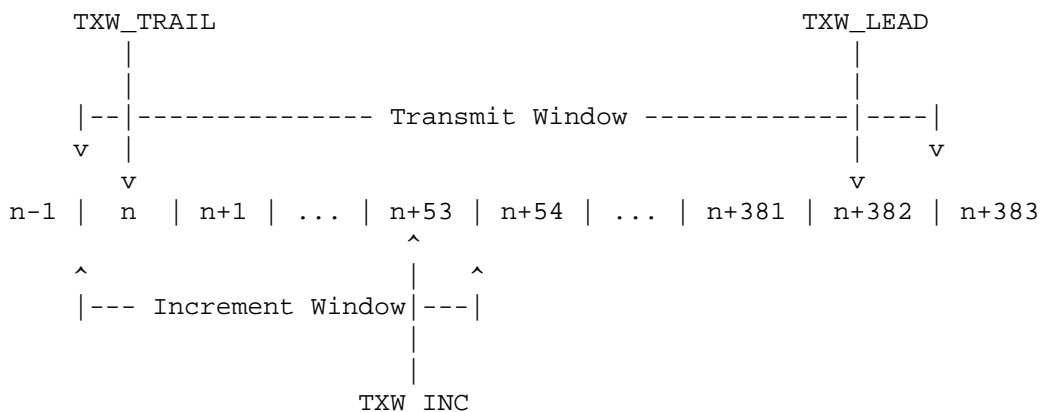 TXW_TRAIL                                          TXW_LEAD
    |                                                  |
    |                                                  |
|--|--------------- Transmit Window -------------|----|
v  |                                             |    v
   v                                             v
n-1 | n | n+1 | ... | n+53 | n+54 | ... | n+381 | n+382 | n+383
                       ^
    ^                  |   ^
    |--- Increment Window|---|
                       |
                       |
                    TXW_INC